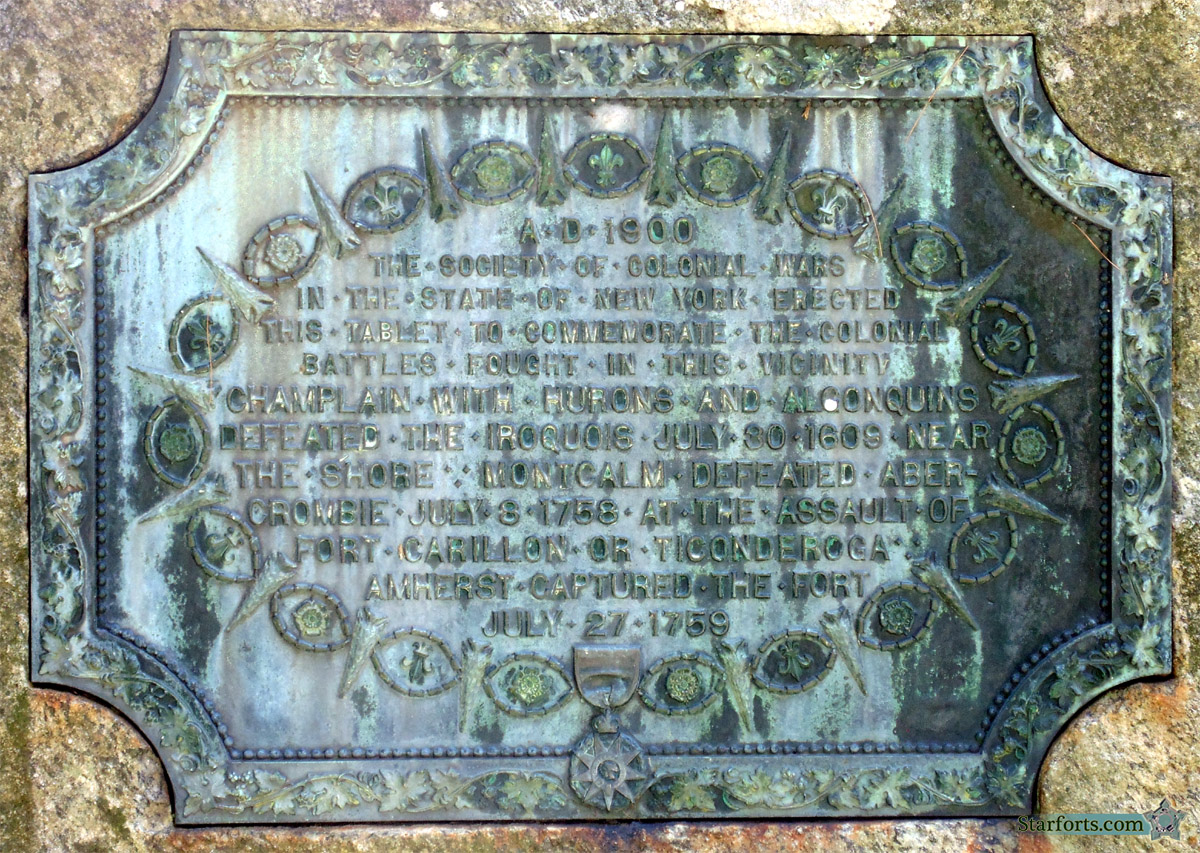 A·D·1900
THE·SOCIETY·OF·COLONIAL·WARS
IN·THE·STATE·OF·NEW YORK·ERECTED
THIS·TABLET·TO·COMMEMORATE·THE·COLONIAL
BATTLES·FOUGHT·IN·THIS·VICINITY
CHAMPLAIN·WITH·HURONS·AND·ALGONQUINS
DEFEATED·THE·IROQUOIS·JULY·30·1609·NEAR
THE·SHORE·MONTCALM·DEFEATED·ABER-
CROMBIE·JULY·8·1758·AT·THE·ASSAULT·OF
FORT·CARILLON·OR·TICONDEROGA
AMHERST·CAPTURED·THE·FORT
JULY·27·1759
Starforts.com